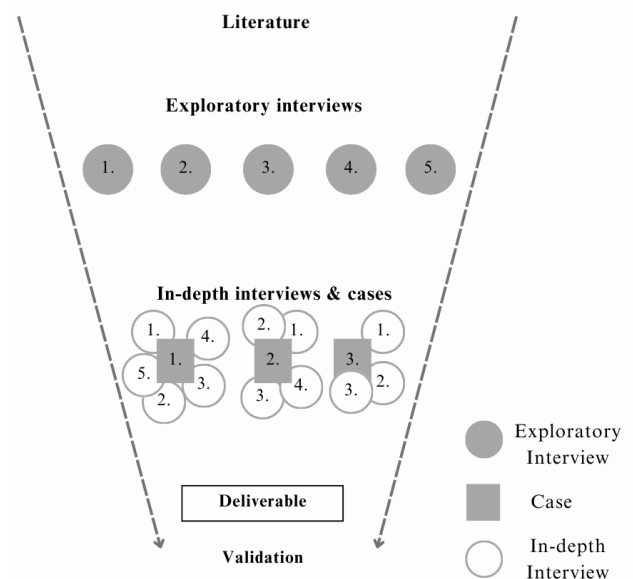 Literature
Exploratory interviews
1. 2. 3. 4. 5.
In-depth interviews & cases
1. 4. 2. 1. 1.
1. 2. 3.
5. 3. 4. 2.
2. 3. 3.
Deliverable
Validation
Exploratory
Interview
Case
In-depth
Interview